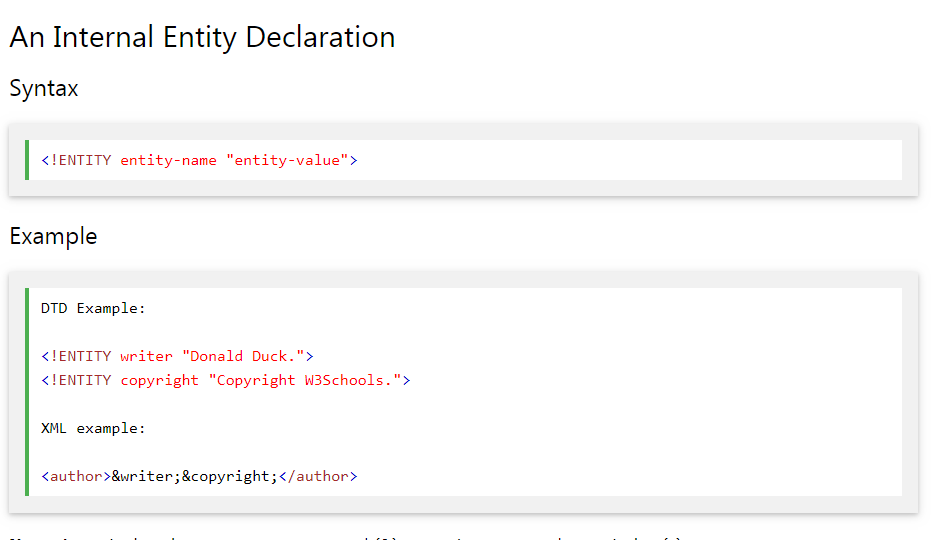 An Internal Entity Declaration
Syntax
<!ENTITY entity-name "entity-value">
Example
DTD Example:
<!ENTITY writer "Donald Duck.">
<!ENTITY copyright "Copyright W3Schools.">
XML example:
<author>&writer;&copyright;</author>